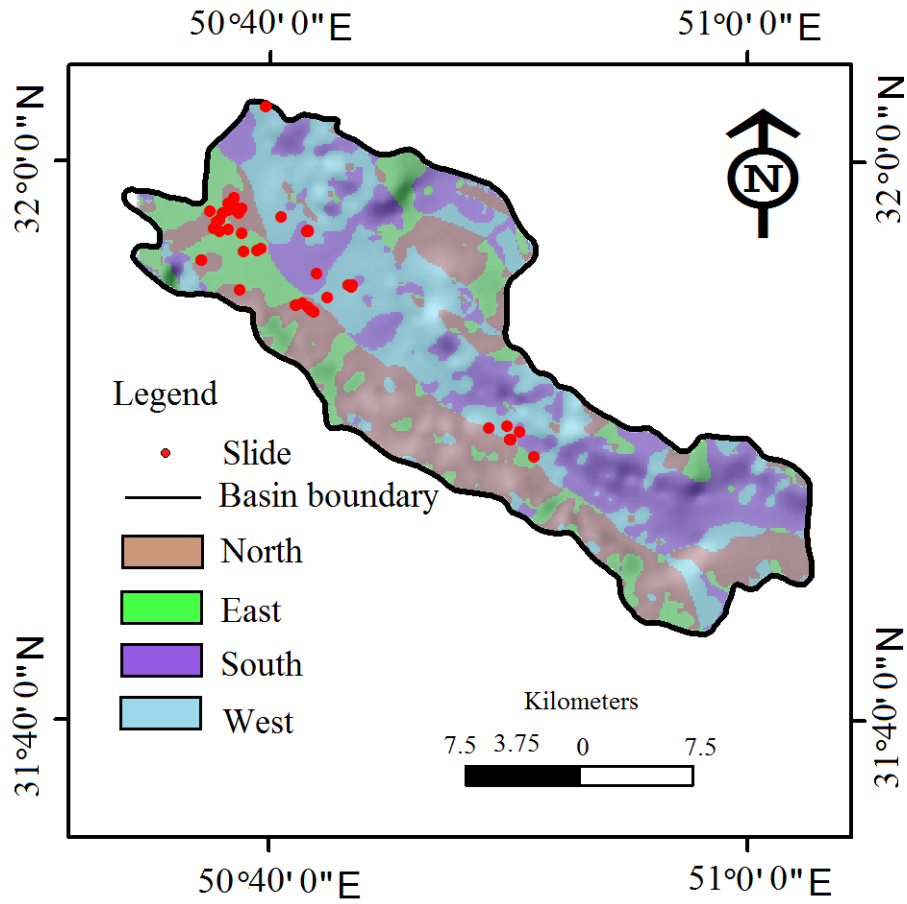 50°40'0"E 51°0'0"E
32°0'0"N
32°0'0"N
N
Legend
Slide
Basin boundary
North
East
South
West
Kilometers
7.5 3.75 0 7.5
31°40'0"N
31°40'0"N
50°40'0"E 51°0'0"E